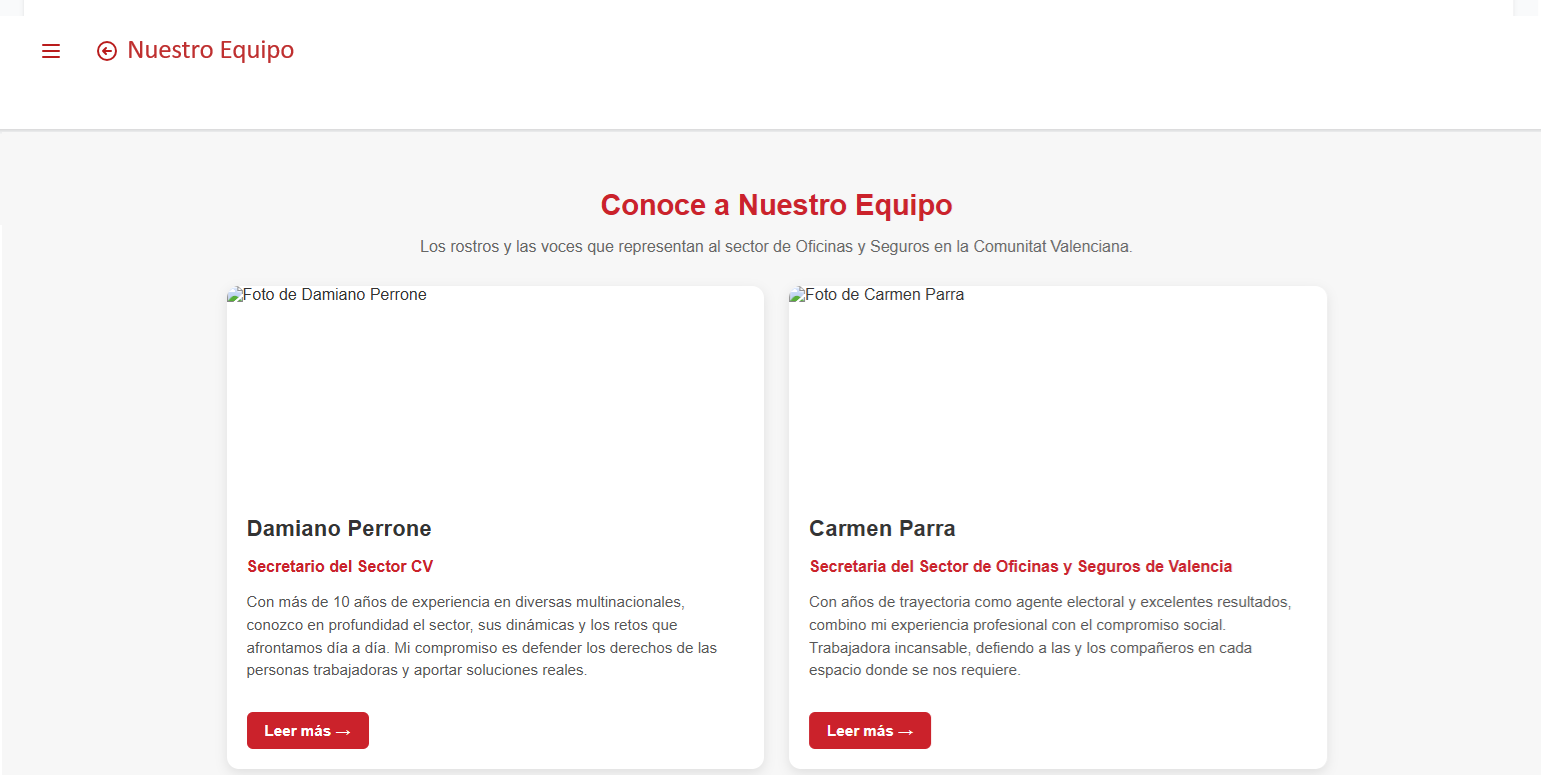 Nuestro Equipo
Conoce a Nuestro Equipo
Los rostros y las voces que representan al sector de Oficinas y Seguros en la Comunitat Valenciana.
Foto de Damiano Perrone
Damiano Perrone
Secretario del Sector CV
Con más de 10 años de experiencia en diversas multinacionales,
conozco en profundidad el sector, sus dinámicas y los retos que
afrontamos día a día. Mi compromiso es defender los derechos de las
personas trabajadoras y aportar soluciones reales.
Leer más →
Foto de Carmen Parra
Carmen Parra
Secretaria del Sector de Oficinas y Seguros de Valencia
Con años de trayectoria como agente electoral y excelentes resultados,
combino mi experiencia profesional con el compromiso social.
Trabajadora incansable, defiendo a las y los compañeros en cada
espacio donde se nos requiere.
Leer más →